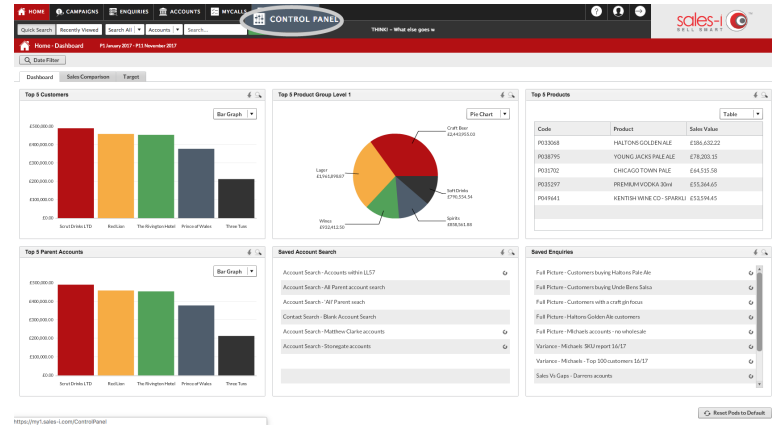 HOME CAMPAIGNS ENQUIRIES ACCOUNTS MYCALLS CONTROL PANEL
sales-i
SELL SMART
Quick Search Recently Viewed Search All Accounts Search... THINK! - What else goes w
Home - Dashboard P1 January 2017 - P11 November 2017
Date Filter
Dashboard Sales Comparison Target
Top 5 Customers
Bar Graph
£500,000.00
£400,000.00
£300,000.00
£200,000.00
£100,000.00
£0.00
Scrut Drinks LTD Red Lion The Rivington Hotel Prince of Wales Three Tuns
Top 5 Product Group Level 1
Pie Chart
Craft Beer
£2,443,955.03
Lager
Soft Drinks
£790,554.54
Wines
£932,412.50
Spirits
Top 5 Products
Table
Code Product Sales Value
P033068 HALTONS GOLDEN ALE £186,632.22
P038795 YOUNG JACKS PALE ALE £78,203.15
P031702 CHICAGO TOWN PALE £64,515.58
P035297 PREMIUM VODKA 30ml £55,364.65
P049641 KENTISH WINE CO - SPARKLI £53,594.45
Top 5 Parent Accounts
Bar Graph
£500,000.00
£400,000.00
£300,000.00
£200,000.00
£100,000.00
£0.00
Scrut Drinks LTD Red Lion The Rivington Hotel Prince of Wales Three Tuns
Saved Account Search
Account Search - Accounts within LL57
Account Search - All Parent account search
Account Search - 'All' Parent seach
Contact Search - Blank Account Search
Account Search - Matthew Clarke accounts
Account Search - Stonegate accounts
Saved Enquiries
Full Picture - Customers buying Haltons Pale Ale
Full Picture - Customers buying Unde Bens Salsa
Full Picture - Customers with a craft gin focus
Full Picture - Haltons Golden Ale customers
Full Picture - Michaels accounts - no wholesale
Variance - Michaels SKU report 16/17
Variance - Michaels - Top 100 customers 16/17
Sales Vs Gaps - Darrens acounts
Reset Pods to Default
https://my1.sales-i.com/ControlPanel